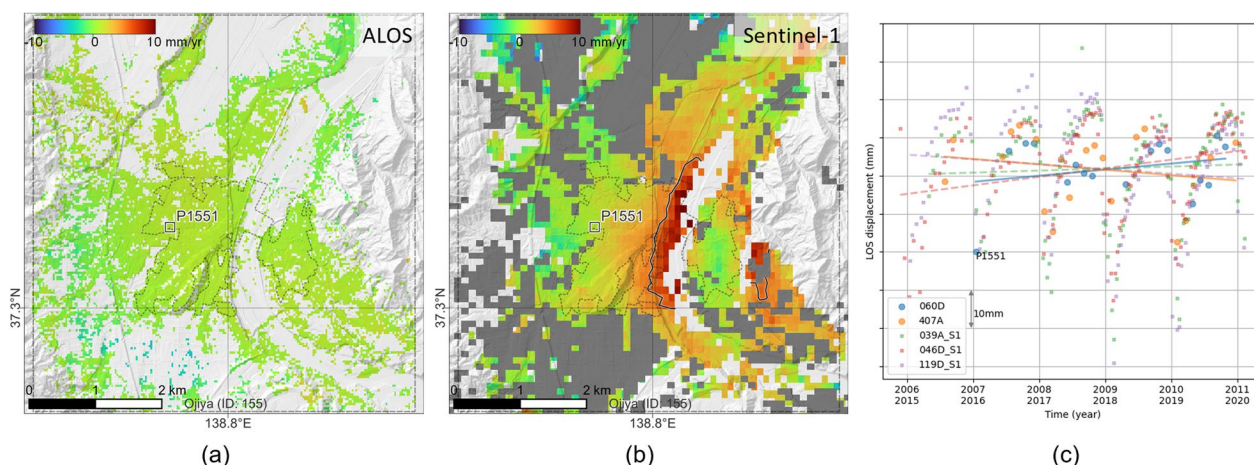 -10 0 10 mm/yr
ALOS
P1551
37.3°N
0 1 2 km
Ojiya (ID: 155)
138.8°E
(a)
-10 0 10 mm/yr
Sentinel-1
P1551
37.3°N
0 1 2 km
Ojiya (ID: 155)
138.8°E
(b)
LOS displacement (mm)
P1551
10mm
060D
407A
039A_S1
046D_S1
119D_S1
2006 2007 2008 2009 2010 2011
2015 2016 2017 2018 2019 2020
Time (year)
(c)